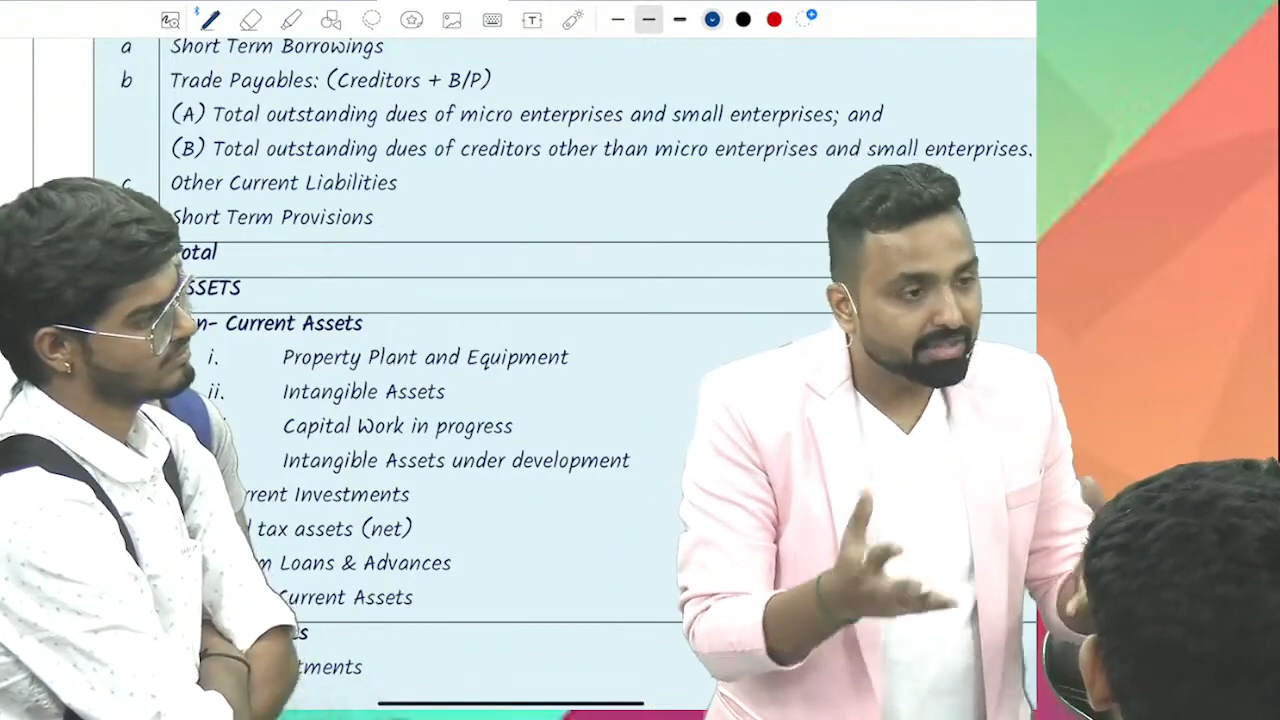 a Short Term Borrowings
b Trade Payables: (Creditors + B/P)
(A) Total outstanding dues of micro enterprises and small enterprises; and
(B) Total outstanding dues of creditors other than micro enterprises and small enterprises.
c Other Current Liabilities
Short Term Provisions
otal
SSETS
n- Current Assets
i. Property Plant and Equipment
ii. Intangible Assets
Capital Work in progress
Intangible Assets under development
rrent Investments
tax assets (net)
Loans & Advances
Current Assets
tments